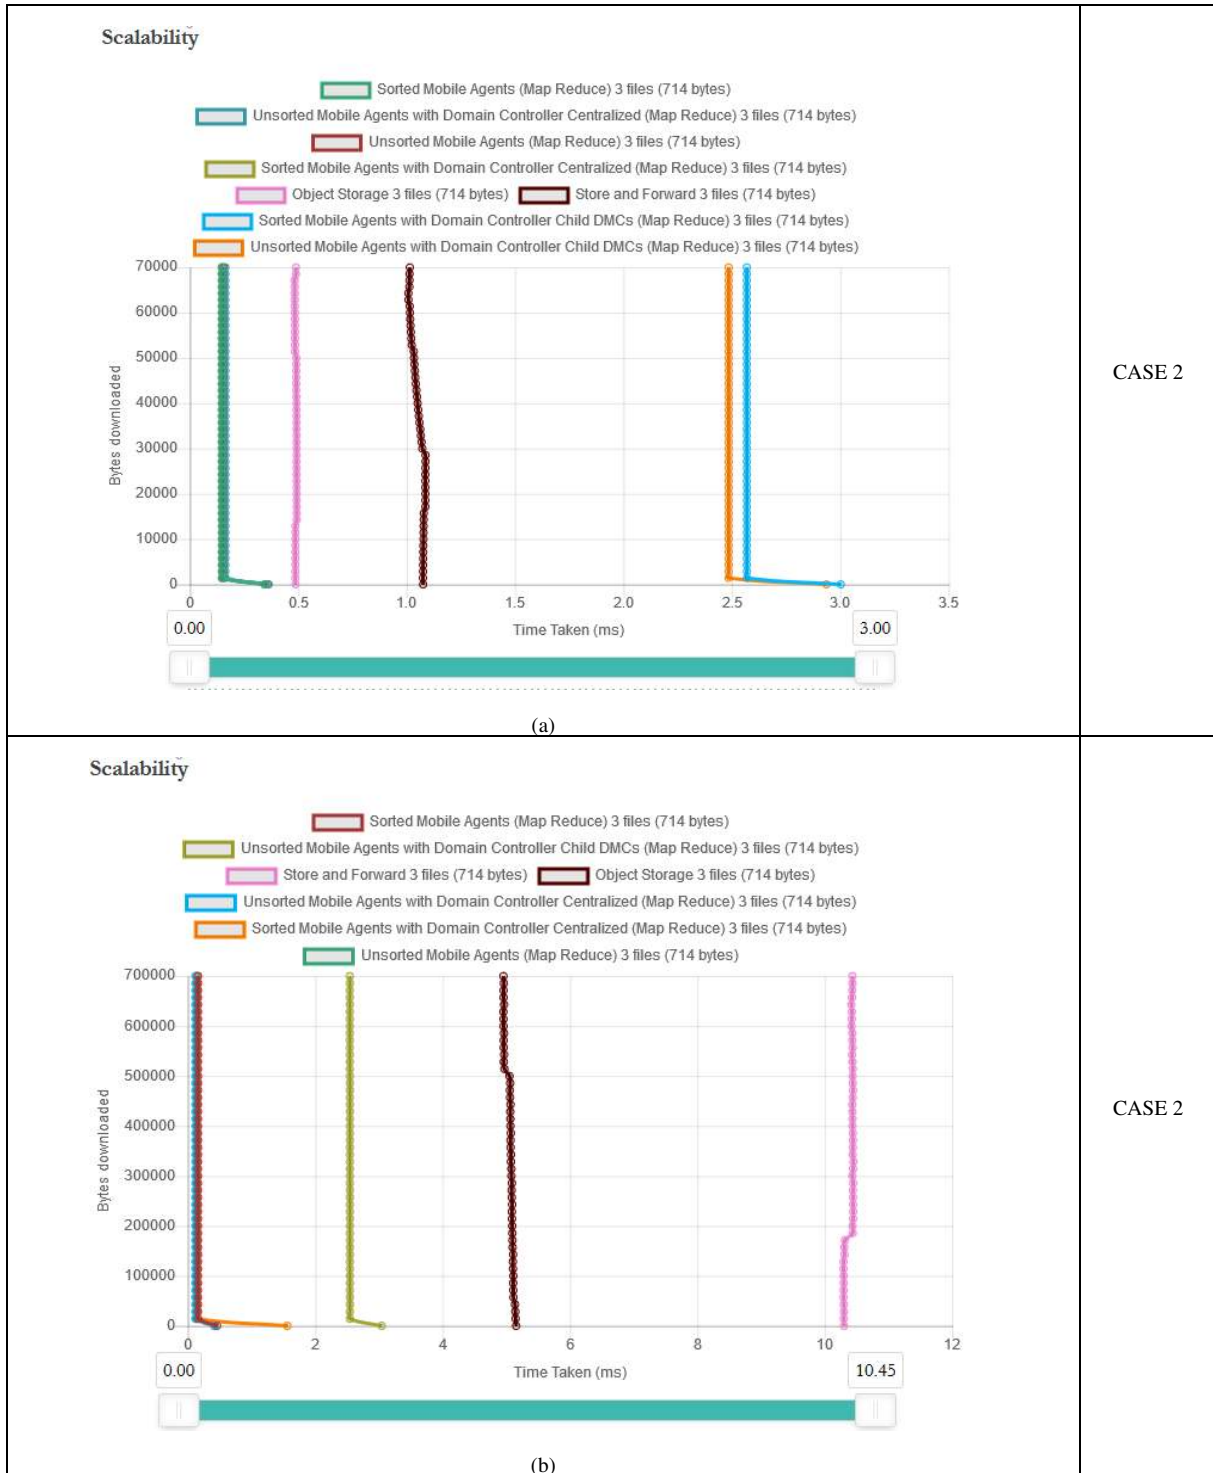 Scalability
Sorted Mobile Agents (Map Reduce) 3 files (714 bytes)
Unsorted Mobile Agents with Domain Controller Centralized (Map Reduce) 3 files (714 bytes)
Unsorted Mobile Agents (Map Reduce) 3 files (714 bytes)
Sorted Mobile Agents with Domain Controller Centralized (Map Reduce) 3 files (714 bytes)
Object Storage 3 files (714 bytes) Store and Forward 3 files (714 bytes)
Sorted Mobile Agents with Domain Controller Child DMCs (Map Reduce) 3 files (714 bytes)
Unsorted Mobile Agents with Domain Controller Child DMCs (Map Reduce) 3 files (714 bytes)
70000
60000
50000
40000
30000
20000
10000
0
Bytes downloaded
0 0.5 1.0 1.5 2.0 2.5 3.0 3.5
Time Taken (ms)
0.00 3.00
(a)
CASE 2
Scalability
Sorted Mobile Agents (Map Reduce) 3 files (714 bytes)
Unsorted Mobile Agents with Domain Controller Child DMCs (Map Reduce) 3 files (714 bytes)
Store and Forward 3 files (714 bytes) Object Storage 3 files (714 bytes)
Unsorted Mobile Agents with Domain Controller Centralized (Map Reduce) 3 files (714 bytes)
Sorted Mobile Agents with Domain Controller Centralized (Map Reduce) 3 files (714 bytes)
Unsorted Mobile Agents (Map Reduce) 3 files (714 bytes)
700000
600000
500000
400000
300000
200000
100000
0
Bytes downloaded
0 2 4 6 8 10 12
Time Taken (ms)
0.00 10.45
(b)
CASE 2